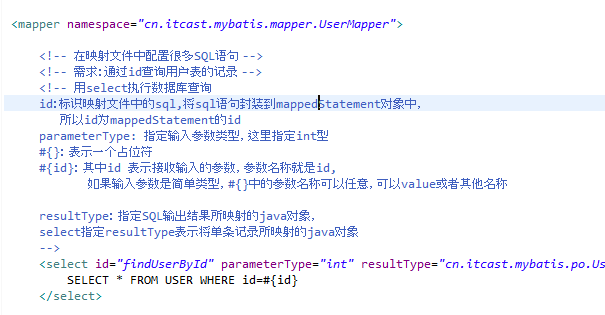 <mapper namespace="cn.itcast.mybatis.mapper.UserMapper">
<!-- 在映射文件中配置很多SQL语句 -->
<!-- 需求:通过id查询用户表的记录 -->
<!-- 用select执行数据库查询
id:标识映射文件中的sql,将sql语句封装到mappedStatement对象中,
所以id为mappedStatement的id
parameterType: 指定输入参数类型,这里指定int型
#{}: 表示一个占位符
#{id}: 其中id 表示接收输入的参数,参数名称就是id,
如果输入参数是简单类型,#{}中的参数名称可以任意,可以value或者其他名称
resultType: 指定SQL输出结果所映射的java对象,
select指定resultType表示将单条记录所映射的java对象
-->
<select id="findUserById" parameterType="int" resultType="cn.itcast.mybatis.po.Us
SELECT * FROM USER WHERE id=#{id}
</select>